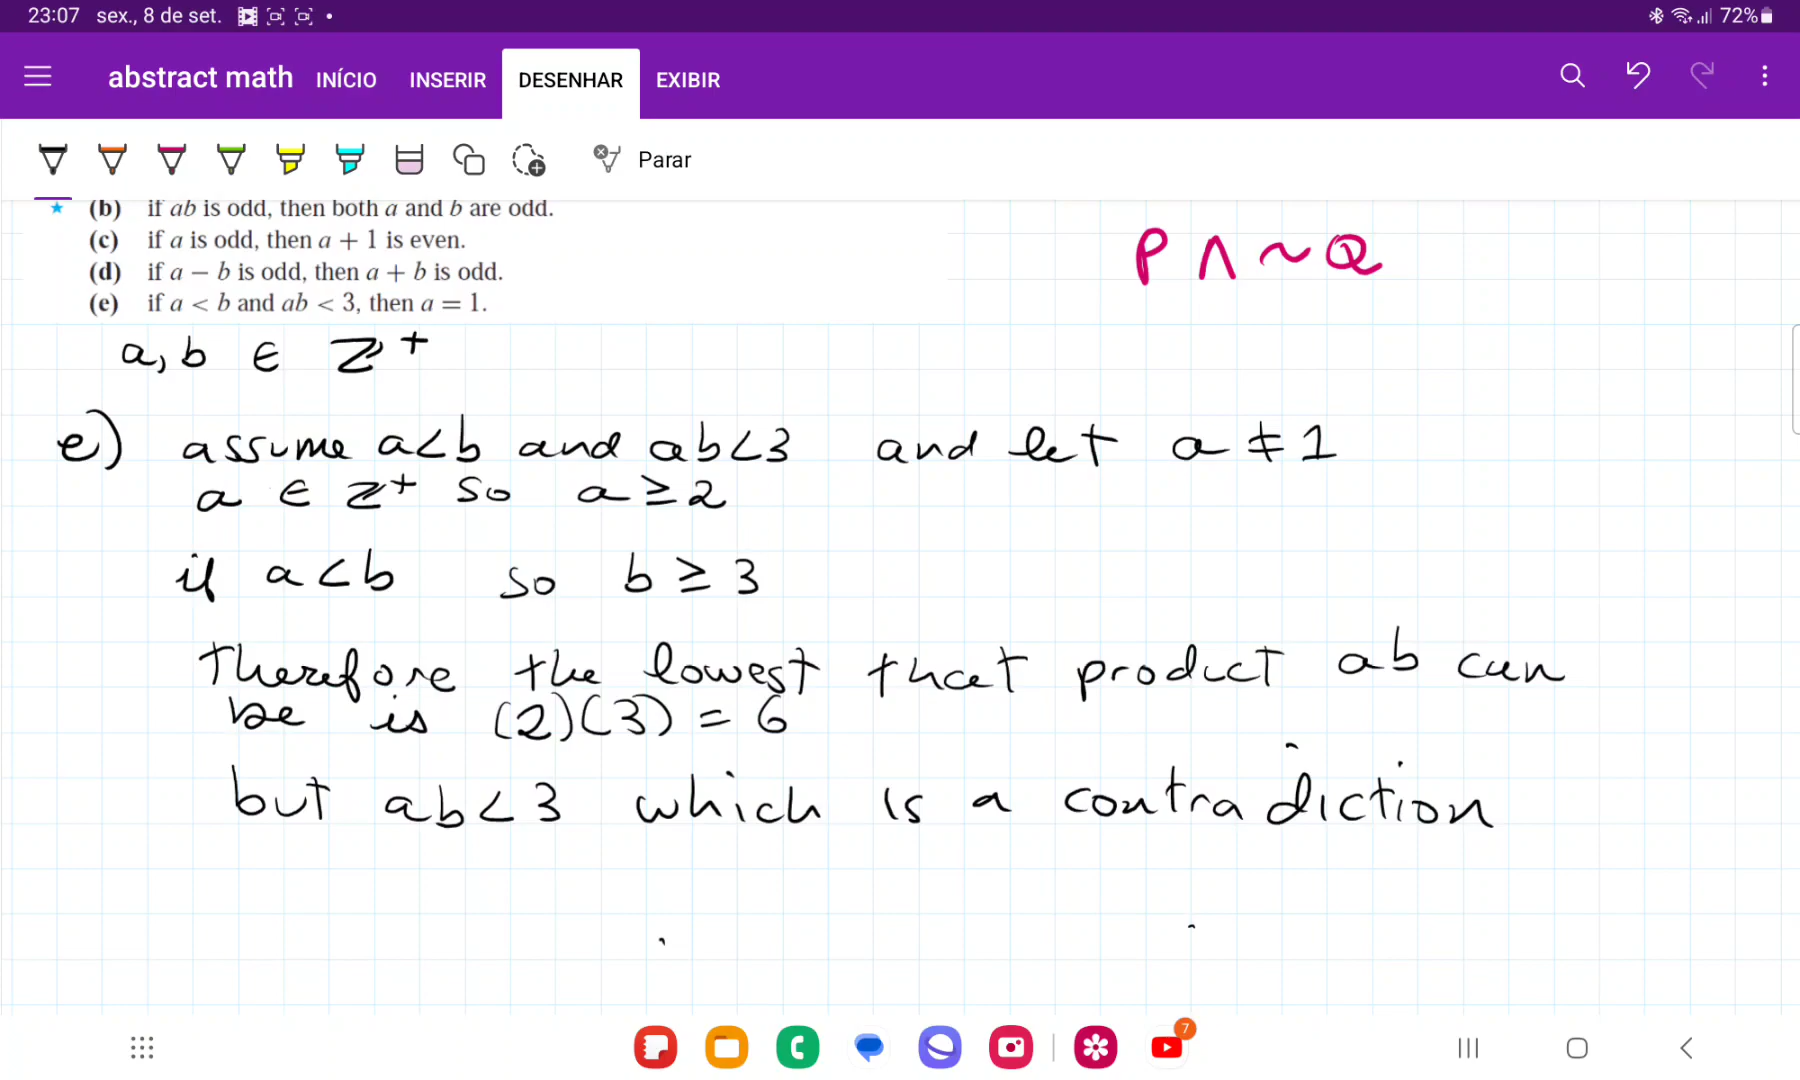 23:07 sex., 8 de set. 72%
abstract math INÍCIO INSERIR DESENHAR EXIBIR
Parar
(b) if ab is odd, then both a and b are odd.
(c) if a is odd, then a + 1 is even.
(d) if a − b is odd, then a + b is odd.
(e) if a < b and ab < 3, then a = 1.
P ∧ ~Q
a, b ∈ ℤ⁺
e) assume a<b and ab<3 and let a ≠ 1
a ∈ ℤ⁺ so a ≥ 2
if a < b so b ≥ 3
therefore the lowest that product ab can
be is (2)(3) = 6
but ab < 3 which is a contradiction
7